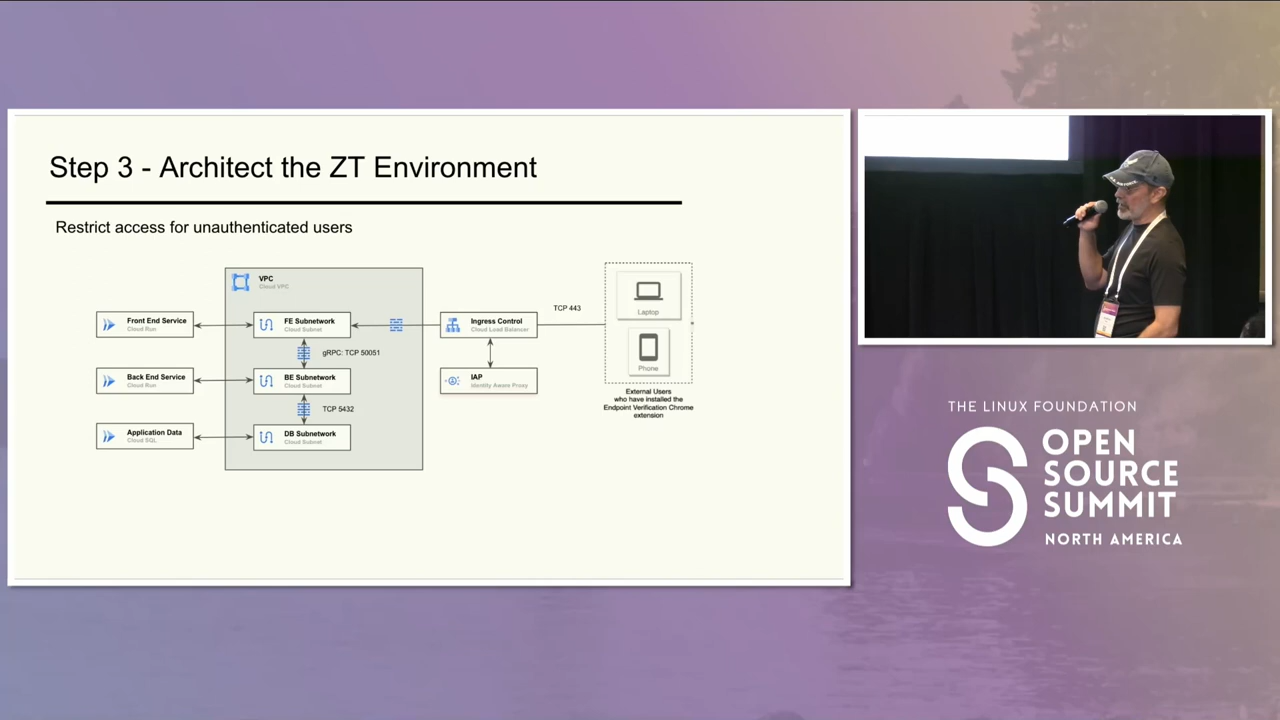 Step 3 - Architect the ZT Environment
Restrict access for unauthenticated users
VPC
Cloud VPC
Front End Service
Cloud Run
FE Subnetwork
Cloud Subnet
Ingress Control
Cloud Load Balancer
TCP 443
Laptop
gRPC: TCP 50051
Phone
Back End Service
Cloud Run
BE Subnetwork
Cloud Subnet
IAP
Identity Aware Proxy
TCP 5432
External Users
who have installed the
Endpoint Verification Chrome
extension
Application Data
Cloud SQL
DB Subnetwork
Cloud Subnet
THE LINUX FOUNDATION
OPEN
SOURCE
SUMMIT
NORTH AMERICA